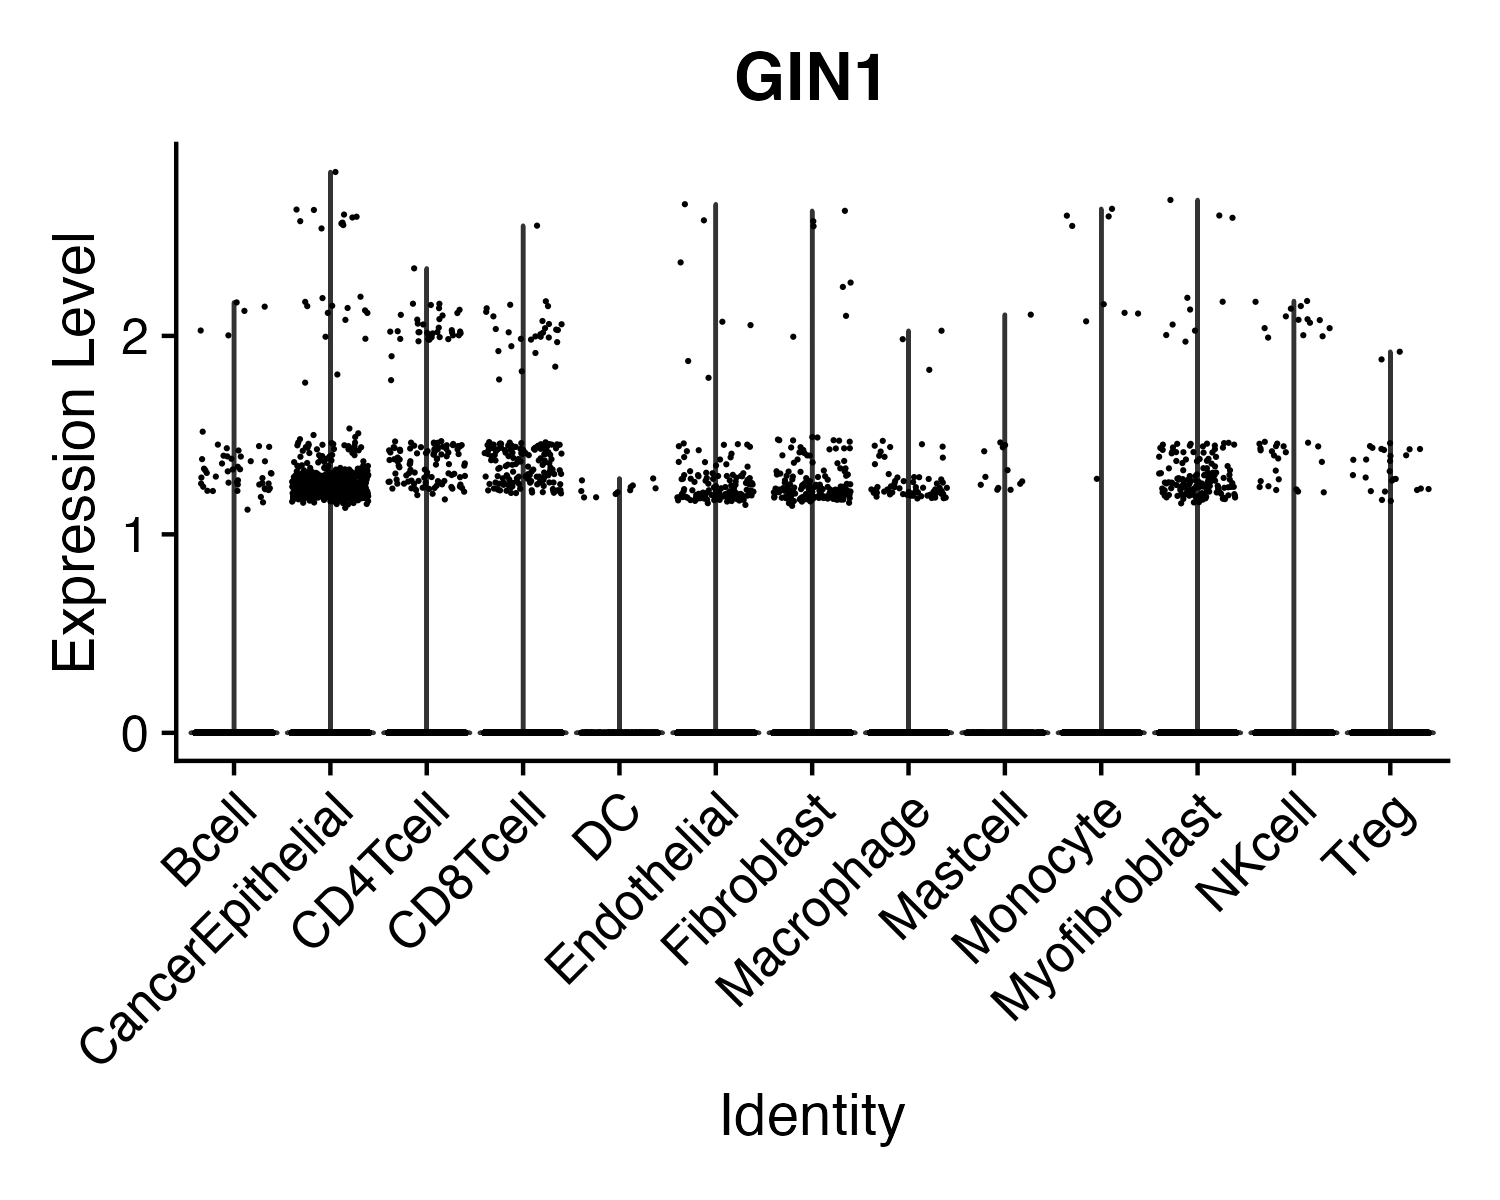 GIN1
Expression Level
2
1
0
Bcell
CancerEpithelial
CD4Tcell
CD8Tcell
DC
Endothelial
Fibroblast
Macrophage
Mastcell
Monocyte
Myofibroblast
NKcell
Treg
Identity